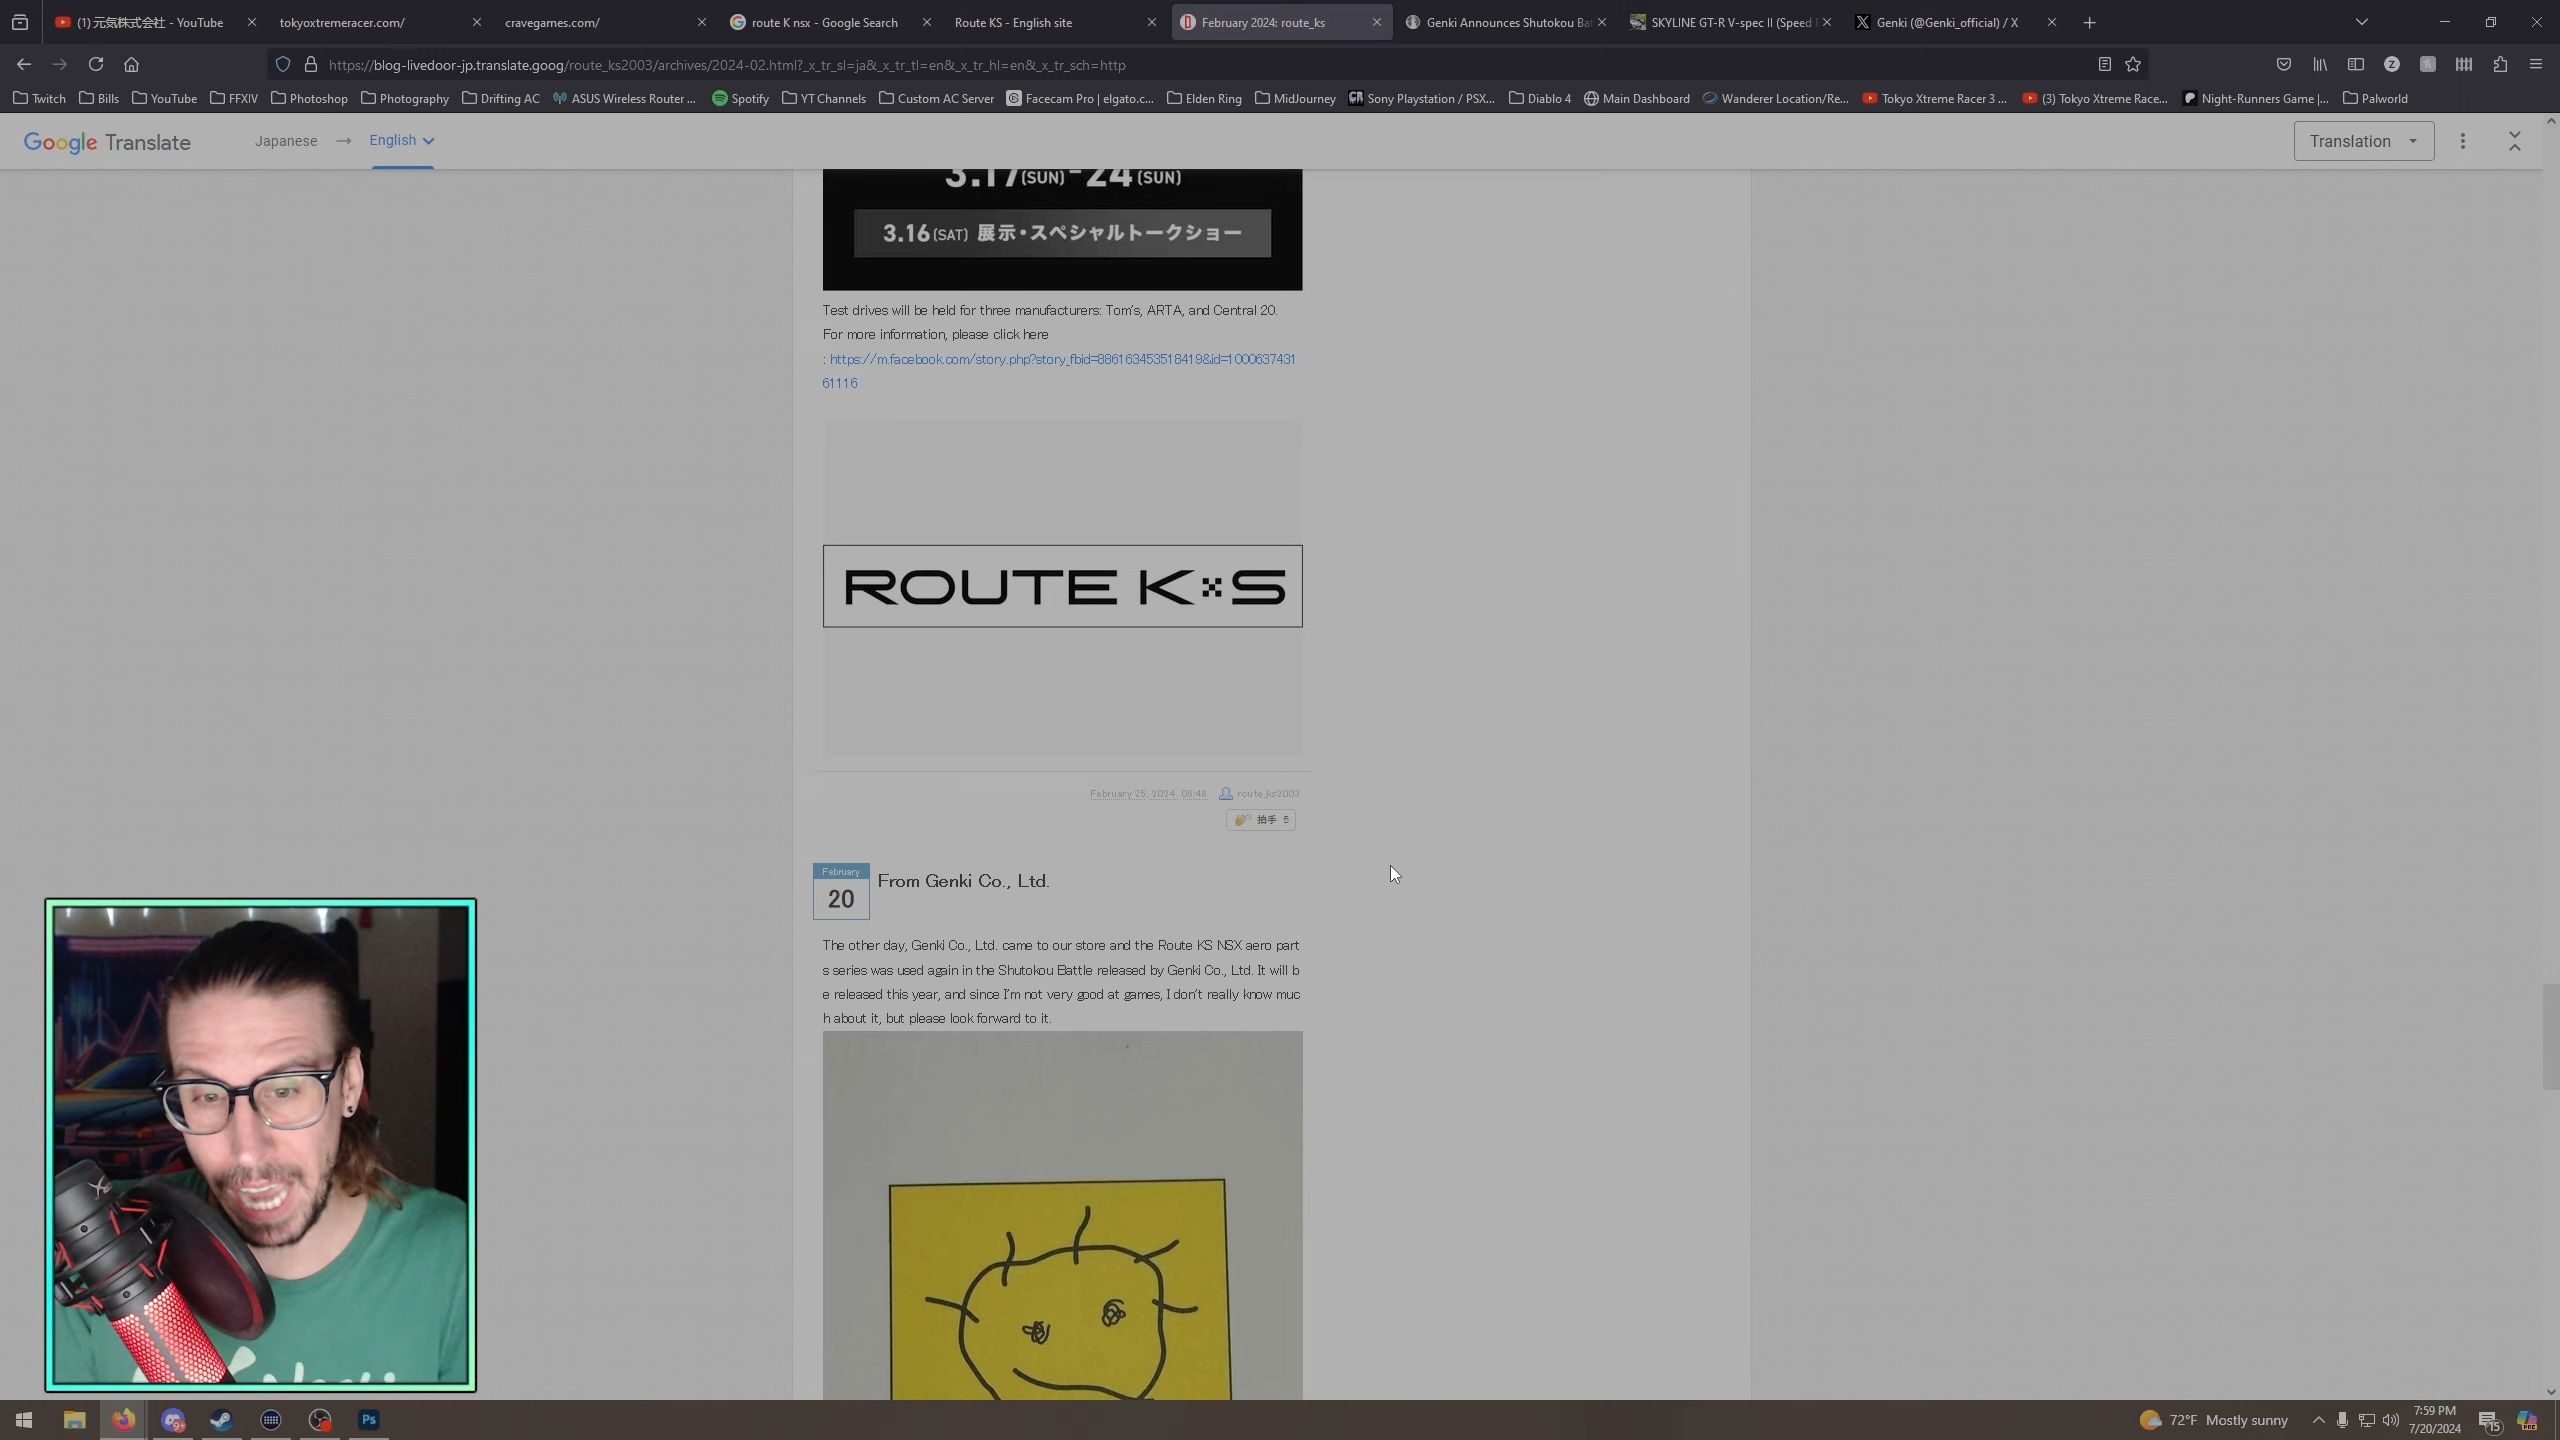 (1) 元気株式会社 - YouTube
tokyoxtremeracer.com/
cravegames.com/
route K nsx - Google Search
Route KS - English site
February 2024: route_ks
Genki Announces Shutokou Bat
SKYLINE GT-R V-spec II (Speed E
Genki (@Genki_official) / X
https://blog-livedoor-jp.translate.goog/route_ks2003/archives/2024-02.html?_x_tr_sl=ja&_x_tr_tl=en&_x_tr_hl=en&_x_tr_sch=http
Twitch
Bills
YouTube
FFXIV
Photoshop
Photography
Drifting AC
ASUS Wireless Router ...
Spotify
YT Channels
Custom AC Server
Facecam Pro | elgato.c...
Elden Ring
MidJourney
Sony Playstation / PSX...
Diablo 4
Main Dashboard
Wanderer Location/Re...
Tokyo Xtreme Racer 3 ...
(3) Tokyo Xtreme Race...
Night-Runners Game |...
Palworld
Google Translate
Japanese → English
Translation
3.17(SUN)-24(SUN)
3.16(SAT) 展示・スペシャルトークショー
Test drives will be held for three manufacturers: Tom's, ARTA, and Central 20.
For more information, please click here
: https://m.facebook.com/story.php?story_fbid=886163453518419&id=1000637431
61116
ROUTE K S
February 25, 2024 08:48 route_ks2003
拍手 5
February
20
From Genki Co., Ltd.
The other day, Genki Co., Ltd. came to our store and the Route KS NSX aero part
s series was used again in the Shutokou Battle released by Genki Co., Ltd. It will b
e released this year, and since I'm not very good at games, I don't really know muc
h about it, but please look forward to it.
72°F Mostly sunny
7:59 PM
7/20/2024
15
9+
Ps